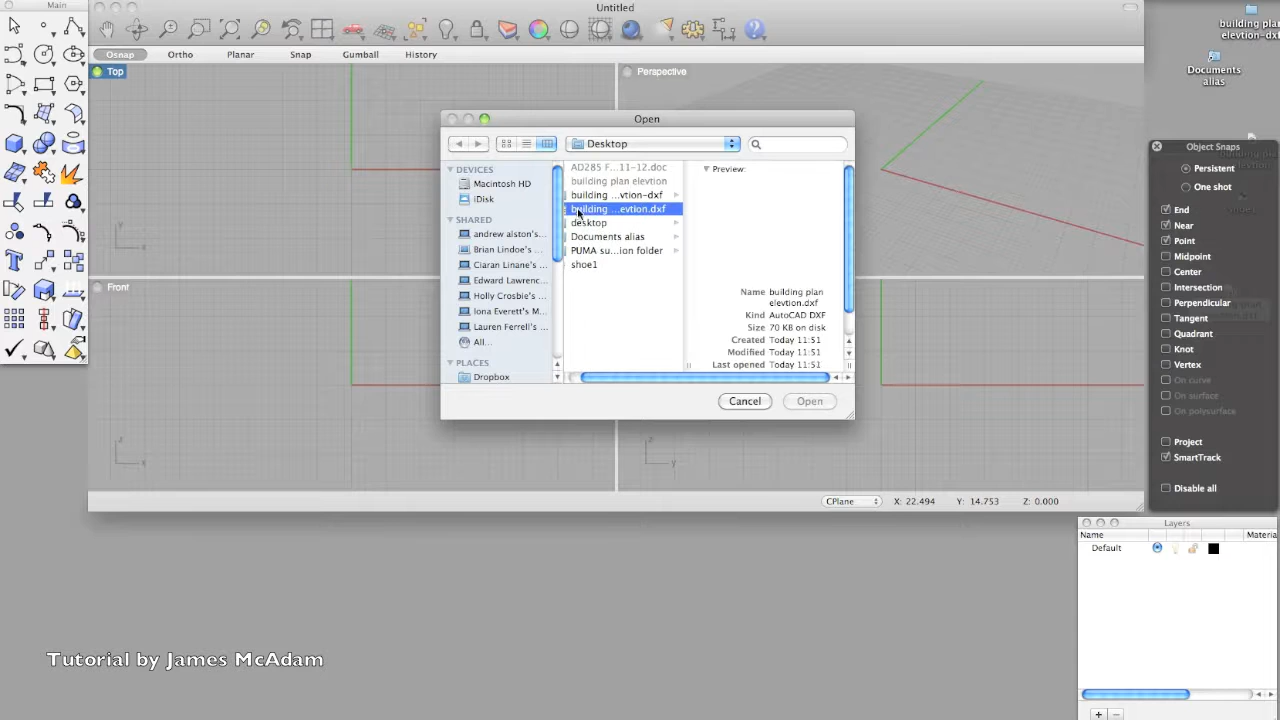 Main
Untitled
Osnap
Ortho
Planar
Snap
Gumball
History
Top
Perspective
Front
x
y
x
z
y
z
Open
Desktop
DEVICES
Macintosh HD
iDisk
SHARED
andrew alston's...
Brian Lindoe's ...
Ciaran Linane's ...
Edward Lawrenc...
Holly Crosbie's ...
Iona Everett's M...
Lauren Ferrell's ...
All...
PLACES
Dropbox
AD285 F...11-12.doc
building plan elevtion
building ...vtion-dxf
building ...evtion.dxf
desktop
Documents alias
PUMA su...ion folder
shoe1
Preview:
Name building plan
elevtion.dxf
Kind AutoCAD DXF
Size 70 KB on disk
Created Today 11:51
Modified Today 11:51
Last opened Today 11:51
Cancel
Open
CPlane
X: 22.494
Y: 14.753
Z: 0.000
building plan
elevtion-dxf
Documents
alias
Object Snaps
Persistent
One shot
End
Near
Point
Midpoint
Center
Intersection
Perpendicular
Tangent
Quadrant
Knot
Vertex
On curve
On surface
On polysurface
Project
SmartTrack
Disable all
Layers
Name
Materia
Default
Tutorial by James McAdam